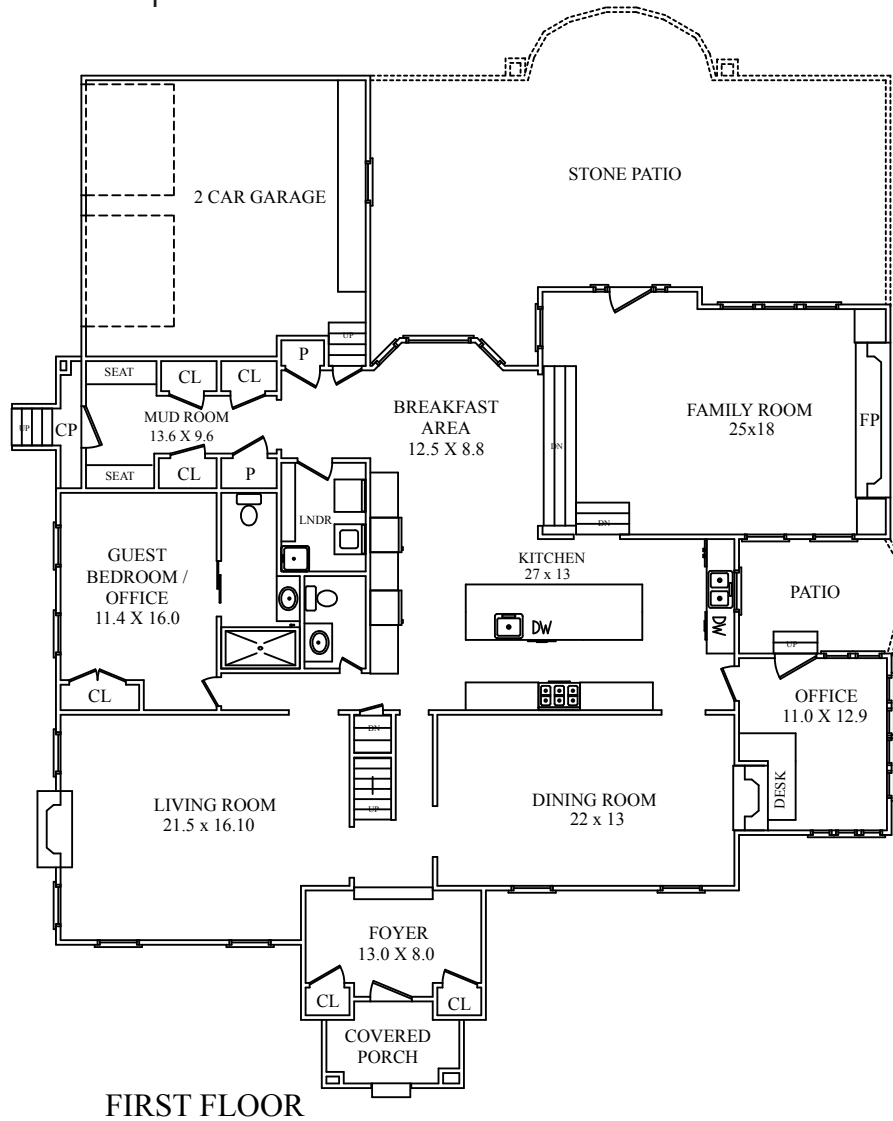 STONE PATIO
2 CAR GARAGE
UP
P
SEAT
CL
CL
MUD ROOM
13.6 X 9.6
UP
CP
SEAT
CL
P
BREAKFAST
AREA
12.5 X 8.8
DN
FAMILY ROOM
25x18
FP
DN
LNDR.
GUEST
BEDROOM /
OFFICE
11.4 X 16.0
CL
KITCHEN
27 x 13
DW
DW
PATIO
UP
OFFICE
11.0 X 12.9
DESK
DN
UP
LIVING ROOM
21.5 x 16.10
DINING ROOM
22 x 13
FOYER
13.0 X 8.0
CL
CL
COVERED
PORCH
FIRST FLOOR